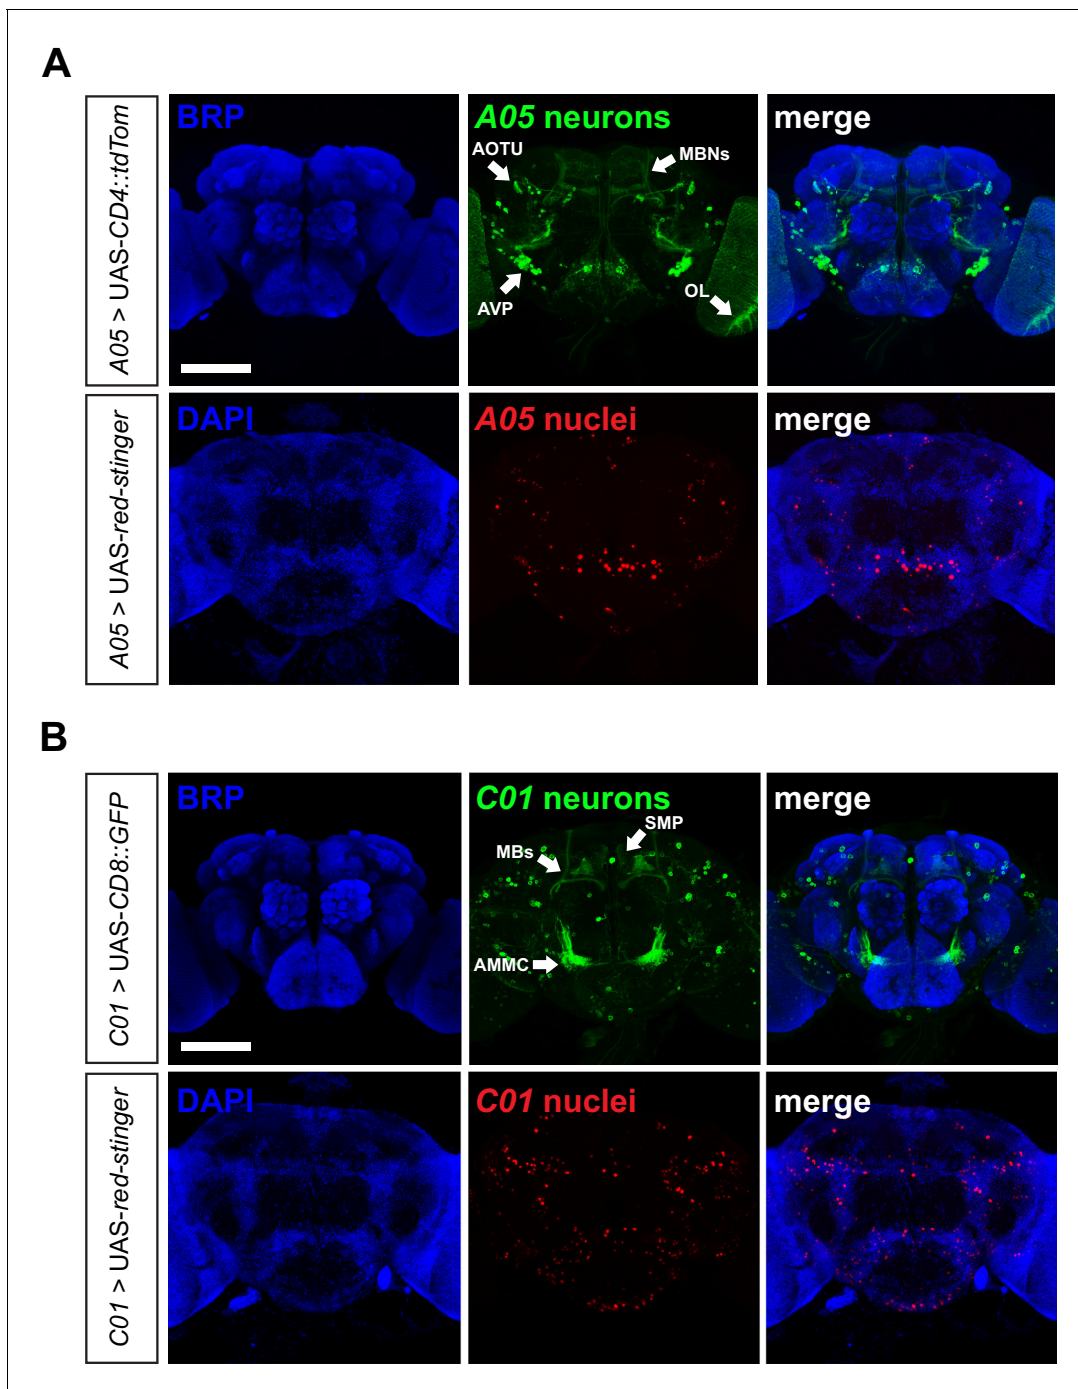 A
A05 > UAS-CD4::tdTom
BRP
A05 neurons
AOTU
MBNs
AVP
OL
merge
A05 > UAS-red-stinger
DAPI
A05 nuclei
merge
B
C01 > UAS-CD8::GFP
BRP
C01 neurons
SMP
MBs
AMMC
merge
C01 > UAS-red-stinger
DAPI
C01 nuclei
merge